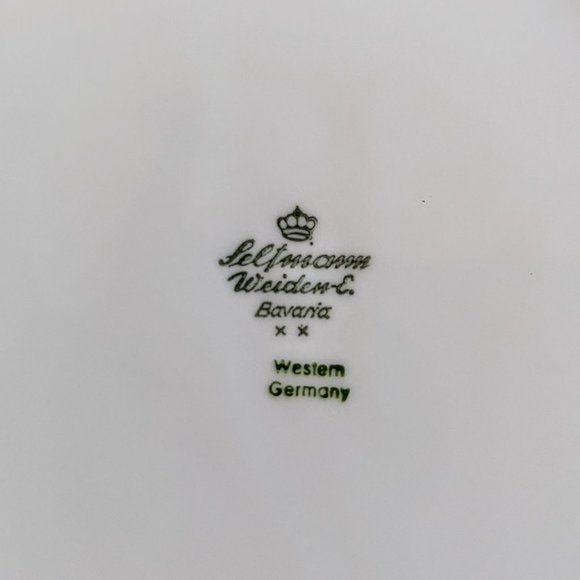 Seltmann
Weiden-E.
Bavaria
x x
Western
Germany